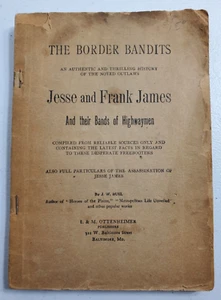 THE BORDER BANDITS
AN AUTHENTIC AND THRILLING HISTORY
OF THE NOTED OUTLAWS
Jesse and Frank James
And their Bands of Highwaymen
COMPILED FROM RELIABLE SOURCES ONLY AND
CONTAINING THE LATEST FACTS IN REGARD
TO THESE DESPERATE FREEBOOTERS
ALSO FULL PARTICULARS OF THE ASSASSINATION OF
JESSE JAMES
By J. W. BUEL
Author of "Heroes of the Plains," "Metropolitan Life Unveiled"
and other popular works
I. & M. OTTENHEIMER
PUBLISHERS
W. Baltimore Street
BALTIMORE, MD.